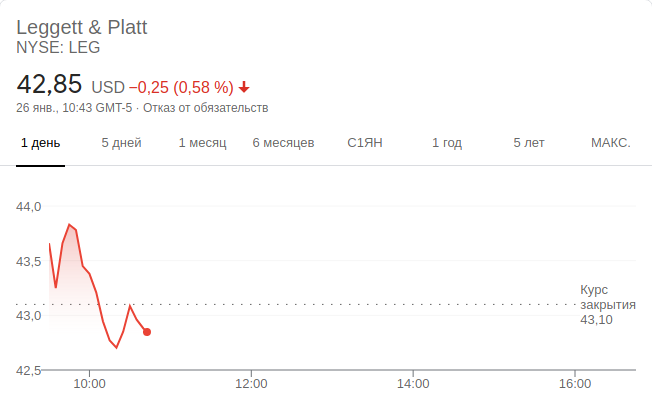 Leggett & Platt
NYSE: LEG
42,85 USD −0,25 (0,58 %)
26 янв., 10:43 GMT-5 · Отказ от обязательств
1 день 5 дней 1 месяц 6 месяцев С1ЯН 1 год 5 лет МАКС.
44,0
43,5
Курс
закрытия
43,10
43,0
42,5
10:00 12:00 14:00 16:00